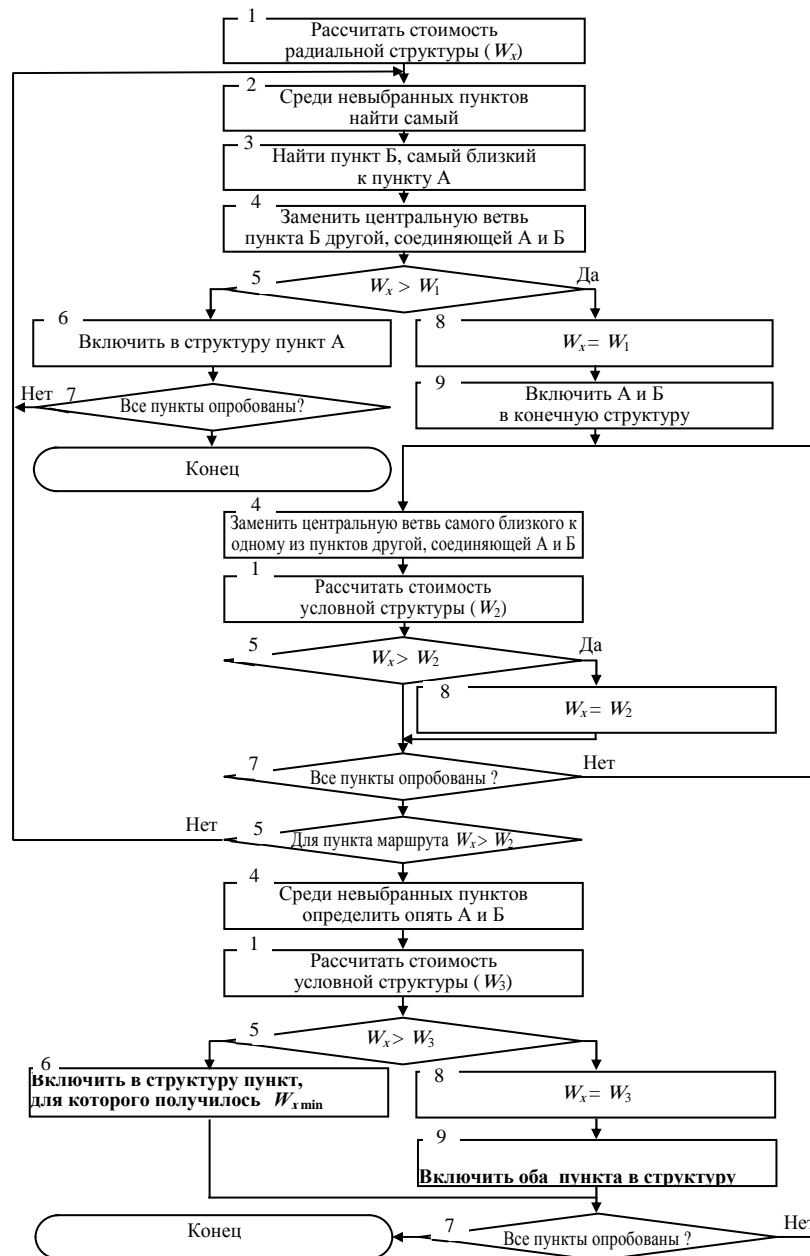 1
Рассчитать стоимость
радиальной структуры (Wₓ)
2
Среди невыбранных пунктов
найти самый
3
Найти пункт Б, самый близкий
к пункту А
4
Заменить центральную ветвь
пункта Б другой, соединяющей А и Б
5
Wₓ > W₁
Да
6
Включить в структуру пункт А
8
Wₓ = W₁
Нет
7
Все пункты опробованы?
9
Включить А и Б
в конечную структуру
Конец
4
Заменить центральную ветвь самого близкого к
одному из пунктов другой, соединяющей А и Б
1
Рассчитать стоимость
условной структуры (W₂)
5
Wₓ > W₂
Да
8
Wₓ = W₂
7
Все пункты опробованы ?
Нет
Нет
5
Для пункта маршрута Wₓ > W₂
4
Среди невыбранных пунктов
определить опять А и Б
1
Рассчитать стоимость
условной структуры (W₃)
5
Wₓ > W₃
6
Включить в структуру пункт,
для которого получилось Wₓ min
8
Wₓ = W₃
9
Включить оба пункта в структуру
Конец
7
Все пункты опробованы ?
Нет